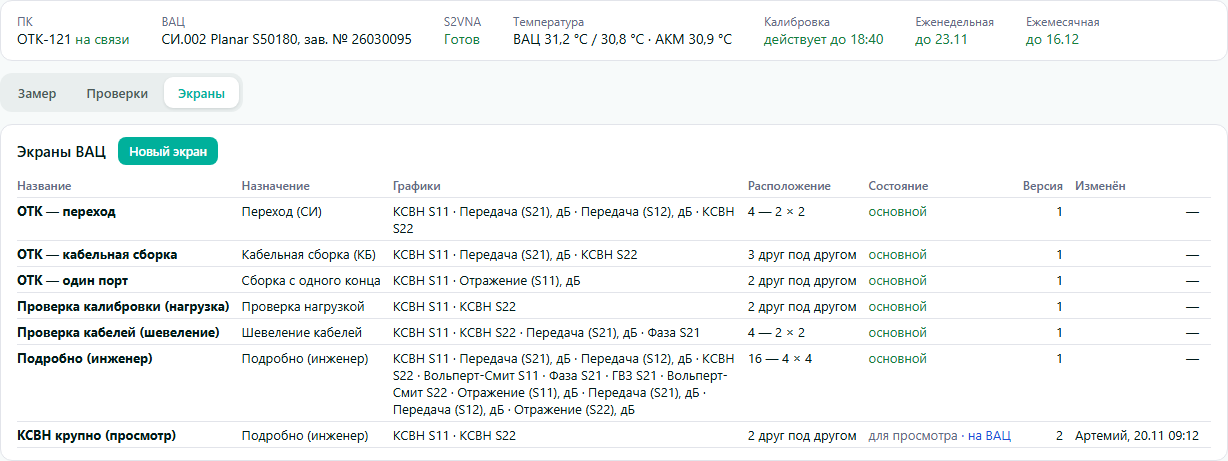 ПК
ОТК-121 на связи
ВАЦ
СИ.002 Planar S50180, зав. № 26030095
S2VNA
Готов
Температура
ВАЦ 31,2 °C / 30,8 °C · АКМ 30,9 °C
Калибровка
действует до 18:40
Еженедельная
до 23.11
Ежемесячная
до 16.12
Замер Проверки Экраны
Экраны ВАЦ Новый экран
Название Назначение Графики Расположение Состояние Версия Изменён
ОТК — переход Переход (СИ) КСВН S11 · Передача (S21), дБ · Передача (S12), дБ · КСВН 4 — 2 × 2 основной 1 —
S22
ОТК — кабельная сборка Кабельная сборка (КБ) КСВН S11 · Передача (S21), дБ · КСВН S22 3 друг под другом основной 1 —
ОТК — один порт Сборка с одного конца КСВН S11 · Отражение (S11), дБ 2 друг под другом основной 1 —
Проверка калибровки (нагрузка) Проверка нагрузкой КСВН S11 · КСВН S22 2 друг под другом основной 1 —
Проверка кабелей (шевеление) Шевеление кабелей КСВН S11 · КСВН S22 · Передача (S21), дБ · Фаза S21 4 — 2 × 2 основной 1 —
Подробно (инженер) Подробно (инженер) КСВН S11 · Передача (S21), дБ · Передача (S12), дБ · КСВН 16 — 4 × 4 основной 1 —
S22 · Вольперт-Смит S11 · Фаза S21 · ГВЗ S21 · Вольперт-
Смит S22 · Отражение (S11), дБ · Передача (S21), дБ ·
Передача (S12), дБ · Отражение (S22), дБ
КСВН крупно (просмотр) Подробно (инженер) КСВН S11 · КСВН S22 2 друг под другом для просмотра · на ВАЦ 2 Артемий, 20.11 09:12